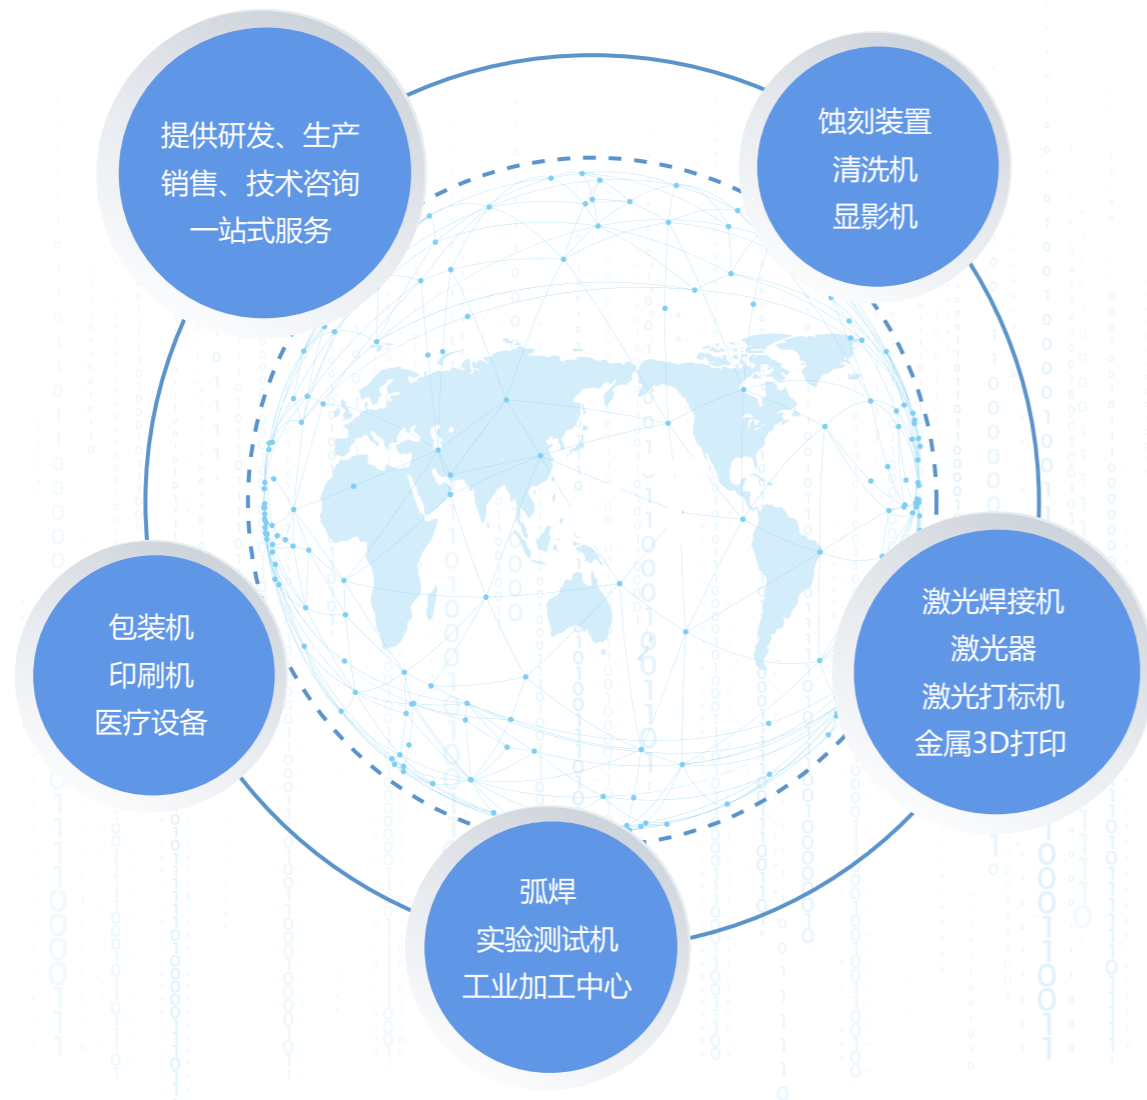 提供研发、生产
销售、技术咨询
一站式服务
蚀刻装置
清洗机
显影机
包装机
印刷机
医疗设备
激光焊接机
激光器
激光打标机
金属3D打印
弧焊
实验测试机
工业加工中心